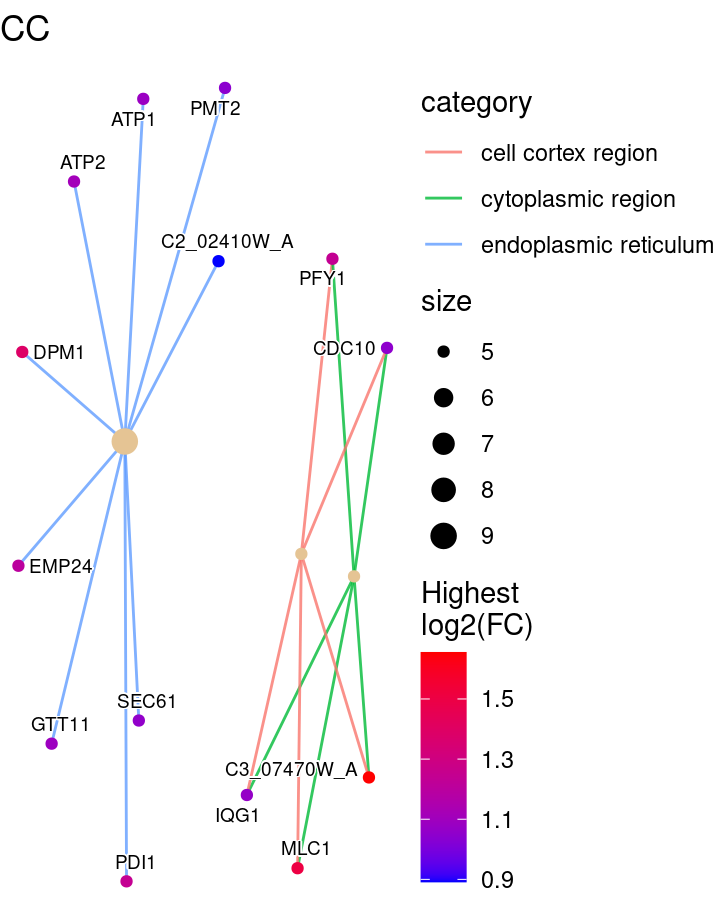 CC
ATP1
PMT2
ATP2
C2_02410W_A
PFY1
DPM1
CDC10
EMP24
SEC61
GTT11
C3_07470W_A
IQG1
MLC1
PDI1
category
cell cortex region
cytoplasmic region
endoplasmic reticulum
size
5
6
7
8
9
Highest
log2(FC)
1.5
1.3
1.1
0.9